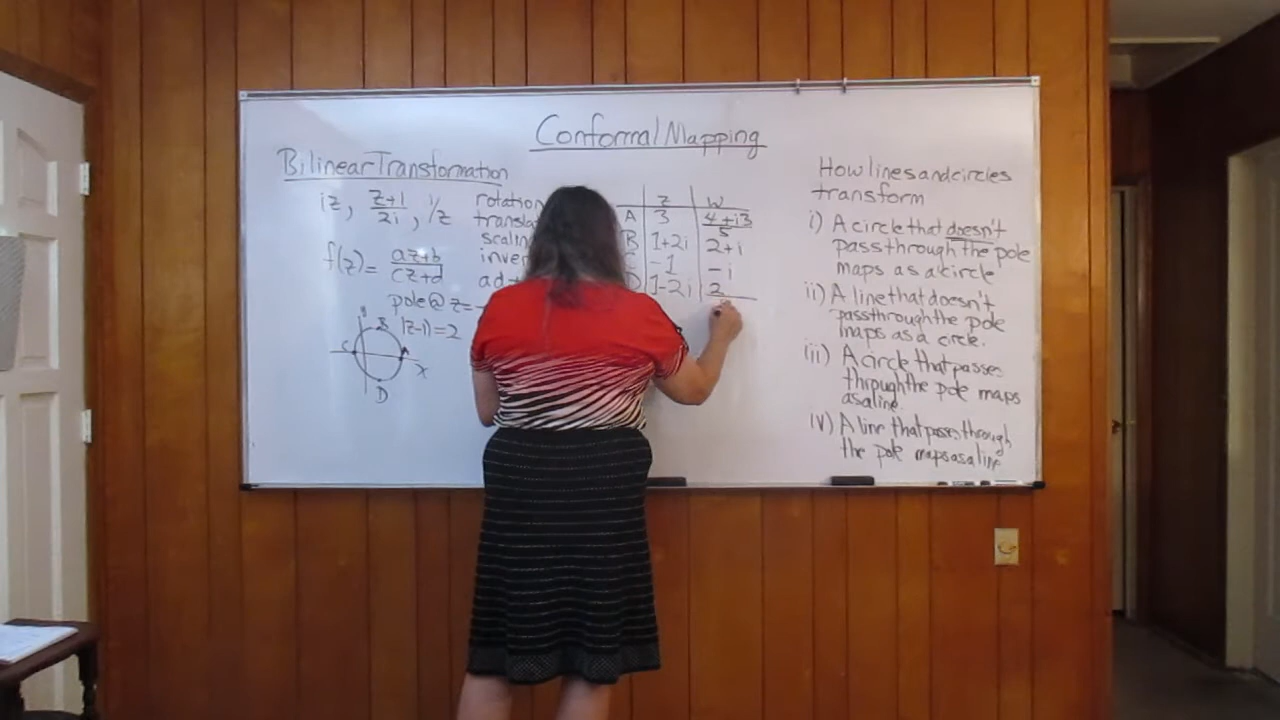 Conformal Mapping
Bilinear Transformation
iz, z+1/2i, 1/z
f(z)= az+b/cz+d
pole@ z=-
|z-1|=2
B
C
A
x
D
rotation
scaling
z w
A 3 4+i3/5
B 1+2i 2+i
-1 -i
D 1-2i 2
How lines and circles
transform
i) A circle that doesn't
pass through the pole
maps as a circle
ii) A line that doesn't
pass through the pole
maps as a circle.
iii) A circle that passes
through the pole maps
as a line.
iv) A line that passes through
the pole maps as a line